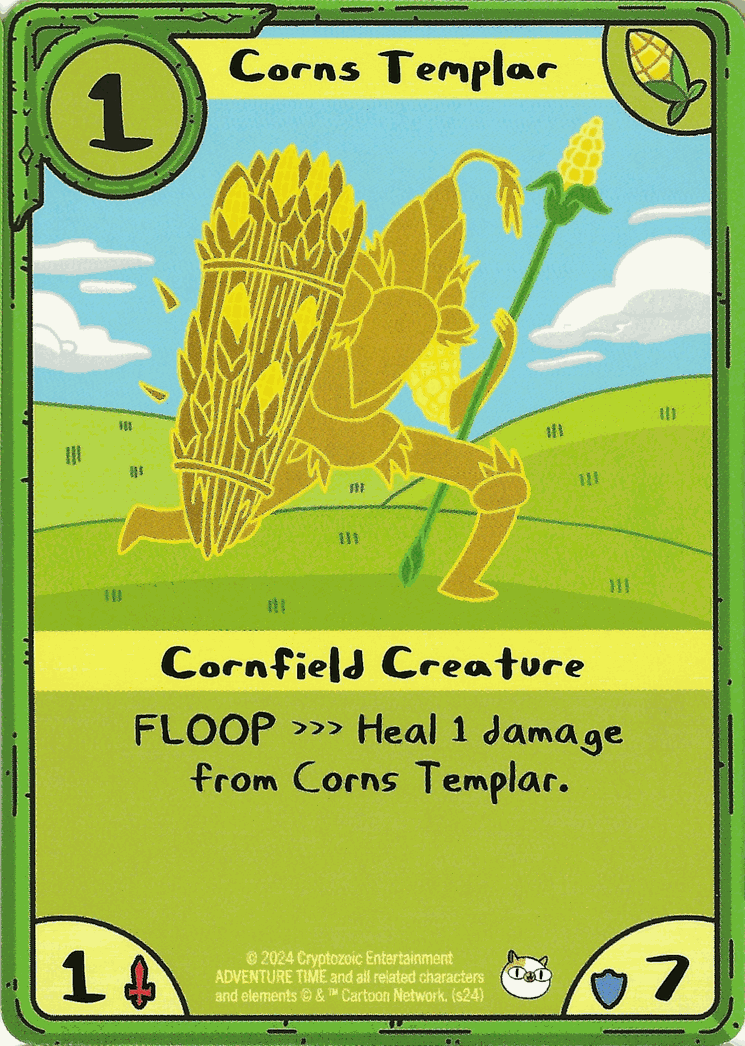 1
Corns Templar
Cornfield Creature
FLOOP >>> Heal 1 damage
from Corns Templar.
© 2024 Cryptozoic Entertainment
ADVENTURE TIME and all related characters
and elements © & ™ Cartoon Network. (s24)
1
7